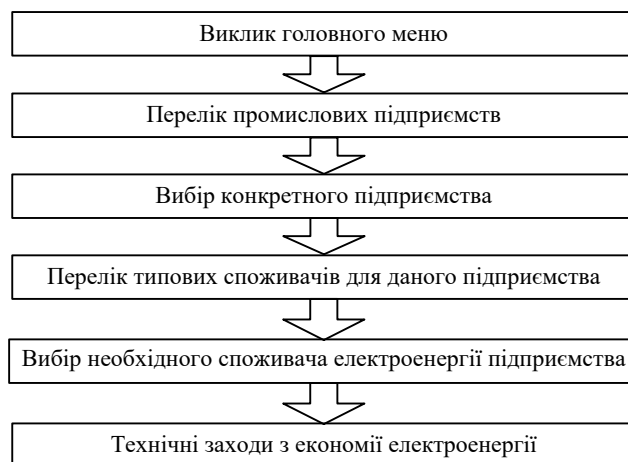 Виклик головного меню
Перелік промислових підприємств
Вибір конкретного підприємства
Перелік типових споживачів для даного підприємства
Вибір необхідного споживача електроенергії підприємства
Технічні заходи з економії електроенергії